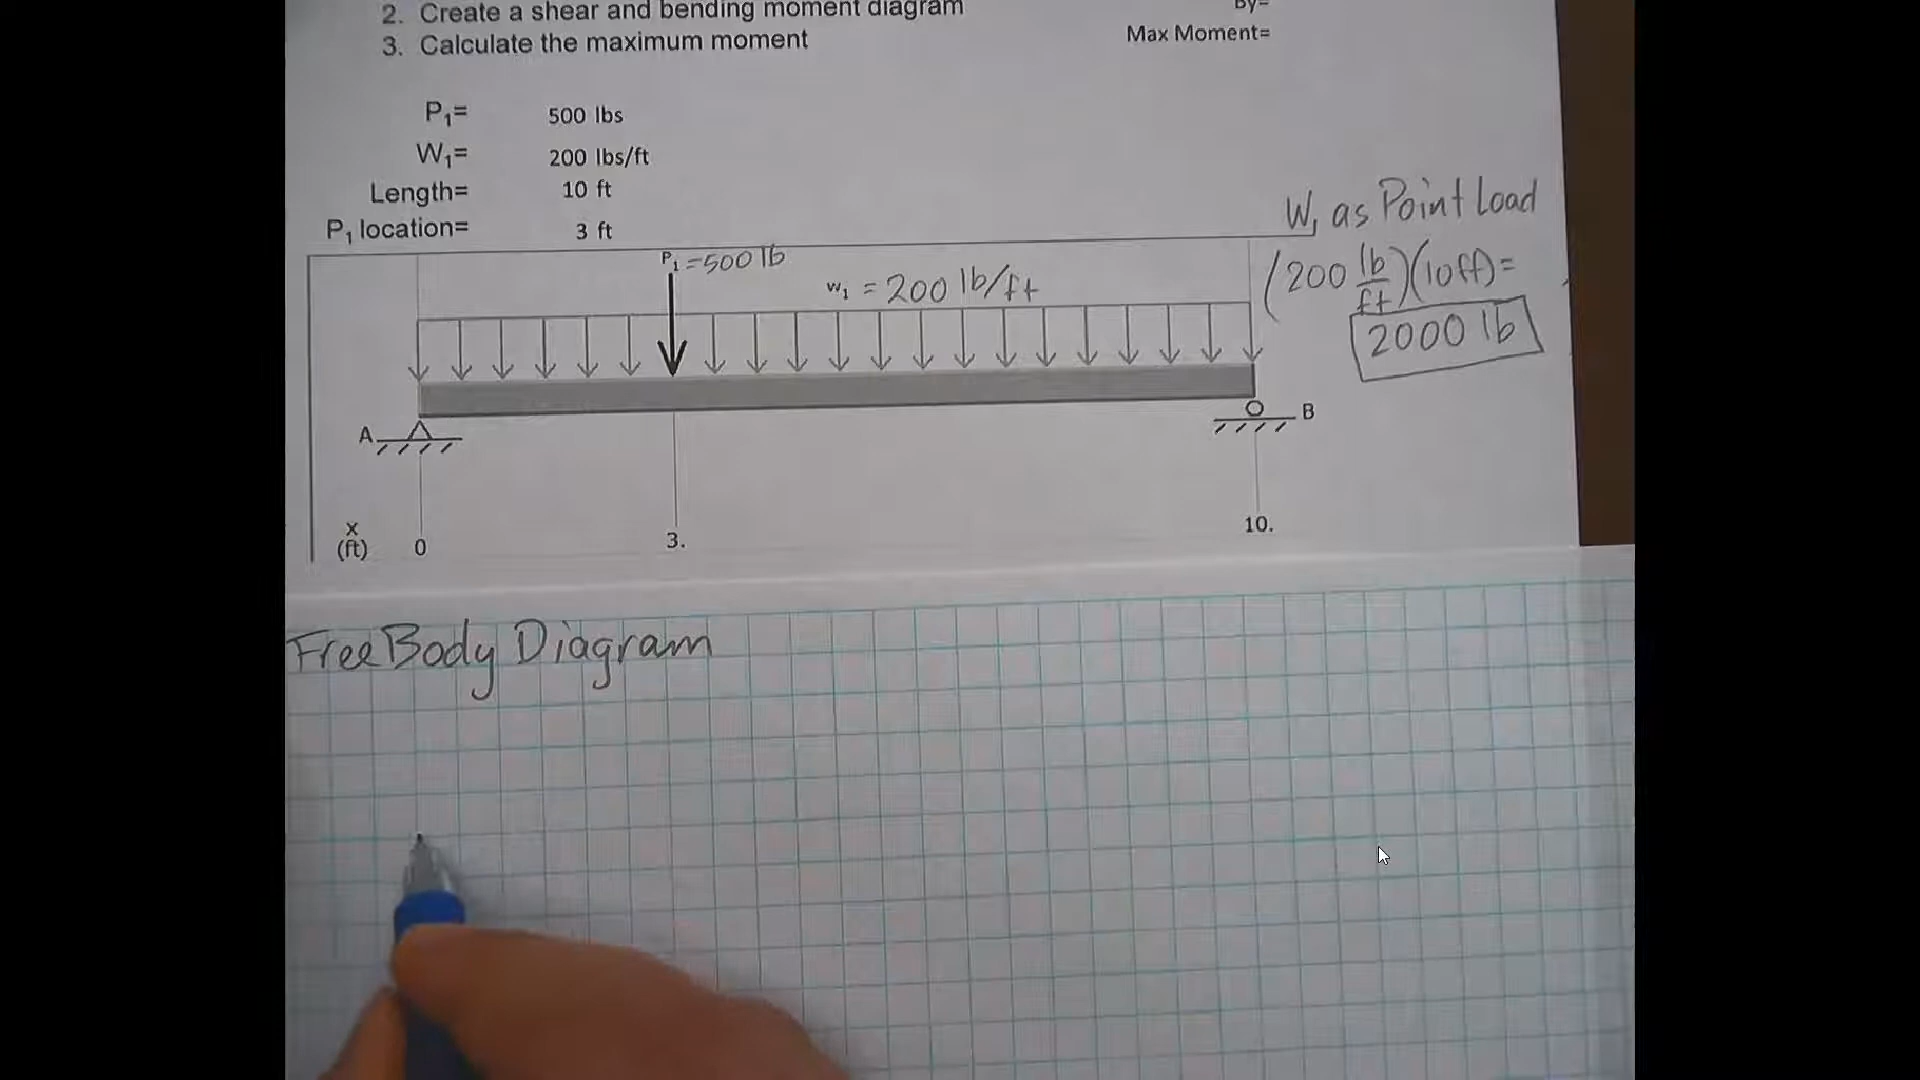 2. Create a shear and bending moment diagram
By=
3. Calculate the maximum moment
Max Moment=
P₁= 500 lbs
W₁= 200 lbs/ft
Length= 10 ft
P₁ location= 3 ft
W₁ as Point Load
(200 lb/ft)(10ft)=
2000 lb
P₁ =500 lb
w₁ = 200 lb/ft
A
B
x
(ft) 0 3. 10.
Free Body Diagram